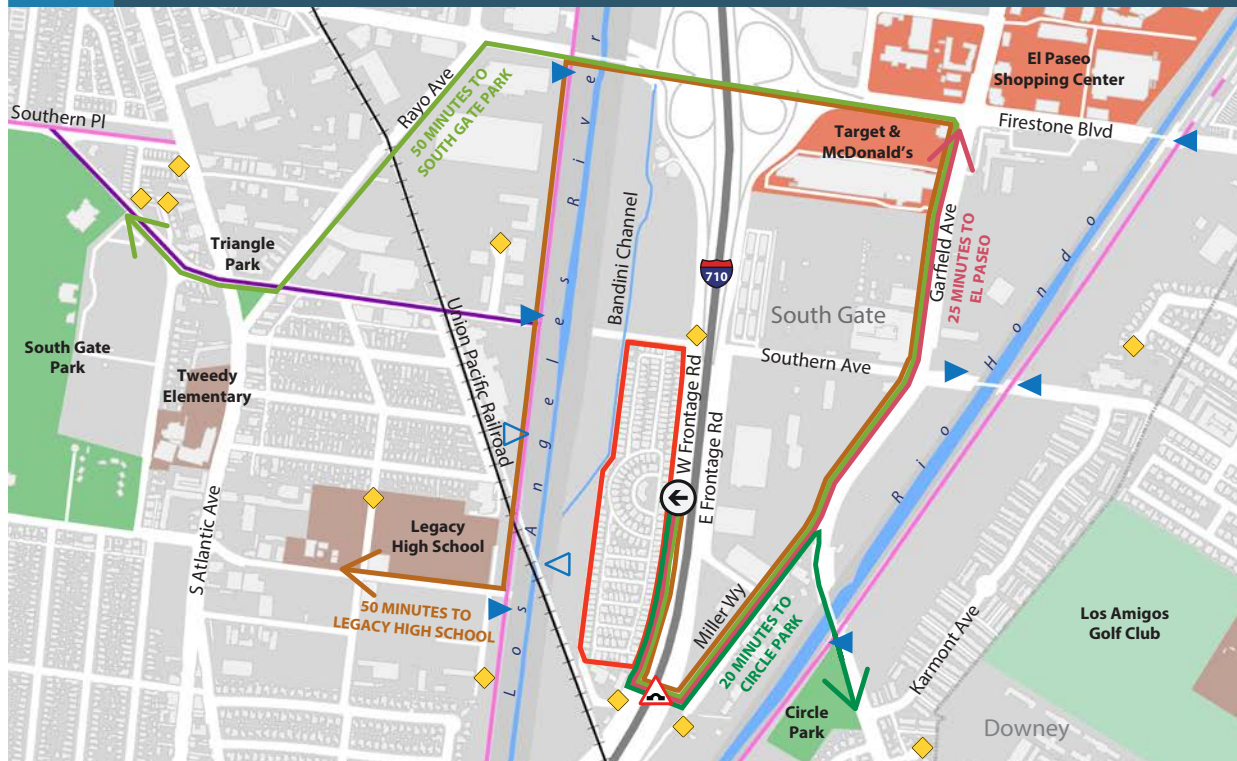 El Paseo
Shopping Center
Rayo Ave
50 MINUTES TO
SOUTH GATE PARK
Southern Pl
Firestone Blvd
Target &
McDonald's
Los Angeles River
Bandini Channel
Garfield Ave
25 MINUTES TO
EL PASEO
Triangle
Park
710
South Gate
Rio Hondo
Union Pacific Railroad
South Gate
Park
Tweedy
Elementary
Southern Ave
W Frontage Rd
E Frontage Rd
S Atlantic Ave
Legacy
High School
50 MINUTES TO
LEGACY HIGH SCHOOL
Miller Wy
20 MINUTES TO
CIRCLE PARK
Karmont Ave
Los Amigos
Golf Club
Circle
Park
Downey